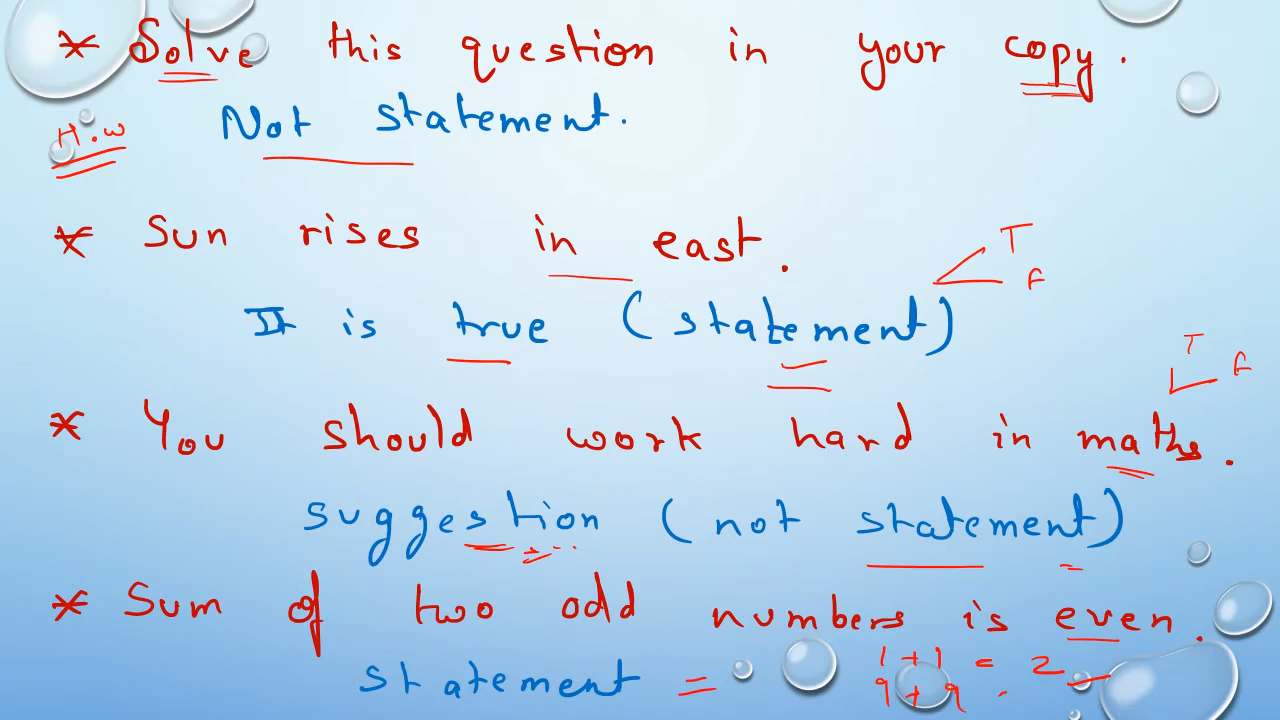 * Solve this question in your copy.
H.W Not statement.
* Sun rises in east.
T
F
It is true (statement)
T F
* You should work hard in maths.
suggestion (not statement)
* Sum of two odd numbers is even.
statement = 1+1 = 2
9+9 -